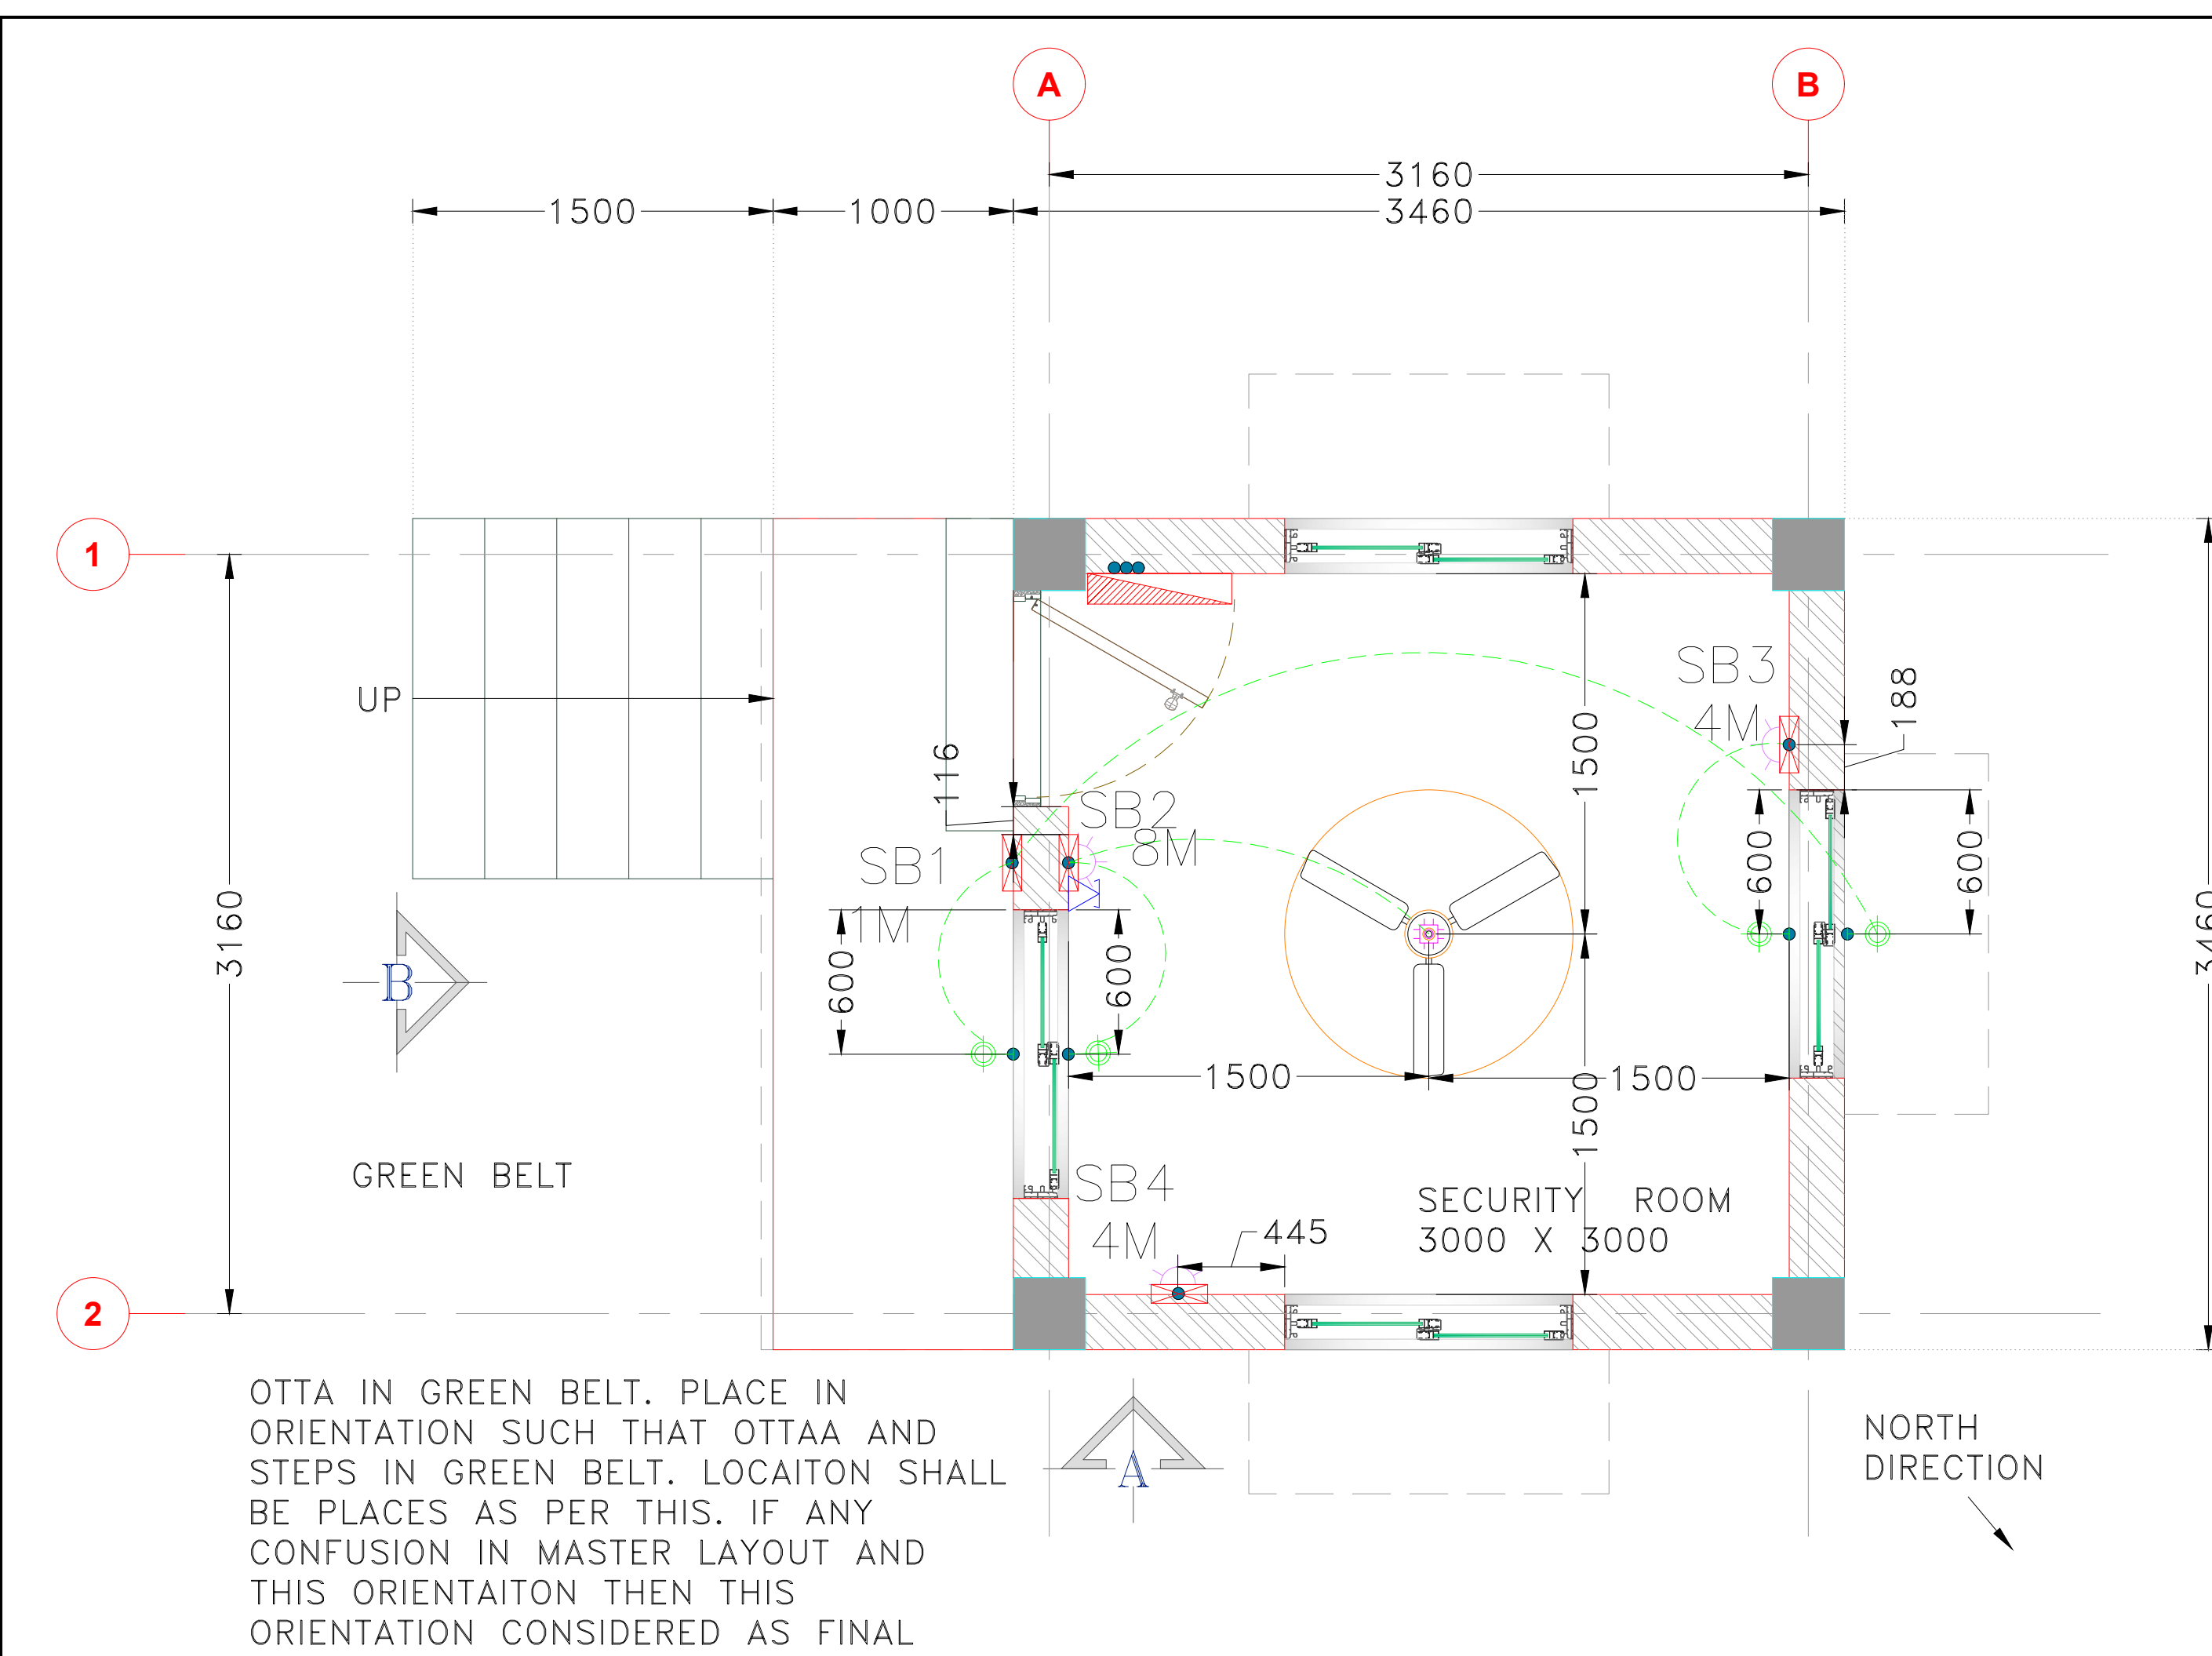 A
B
3160
1500
1000
3460
1
UP
SB3
4M
188
1500
116
SB2
8M
SB1
1M
600
600
600
600
3160
3460
B
1500
1500
1500
GREEN BELT
SB4
4M
445
SECURITY ROOM
3000 X 3000
2
OTTA IN GREEN BELT. PLACE IN
ORIENTATION SUCH THAT OTTAA AND
STEPS IN GREEN BELT. LOCAITON SHALL
BE PLACES AS PER THIS. IF ANY
CONFUSION IN MASTER LAYOUT AND
THIS ORIENTAITON THEN THIS
ORIENTATION CONSIDERED AS FINAL
A
NORTH
DIRECTION